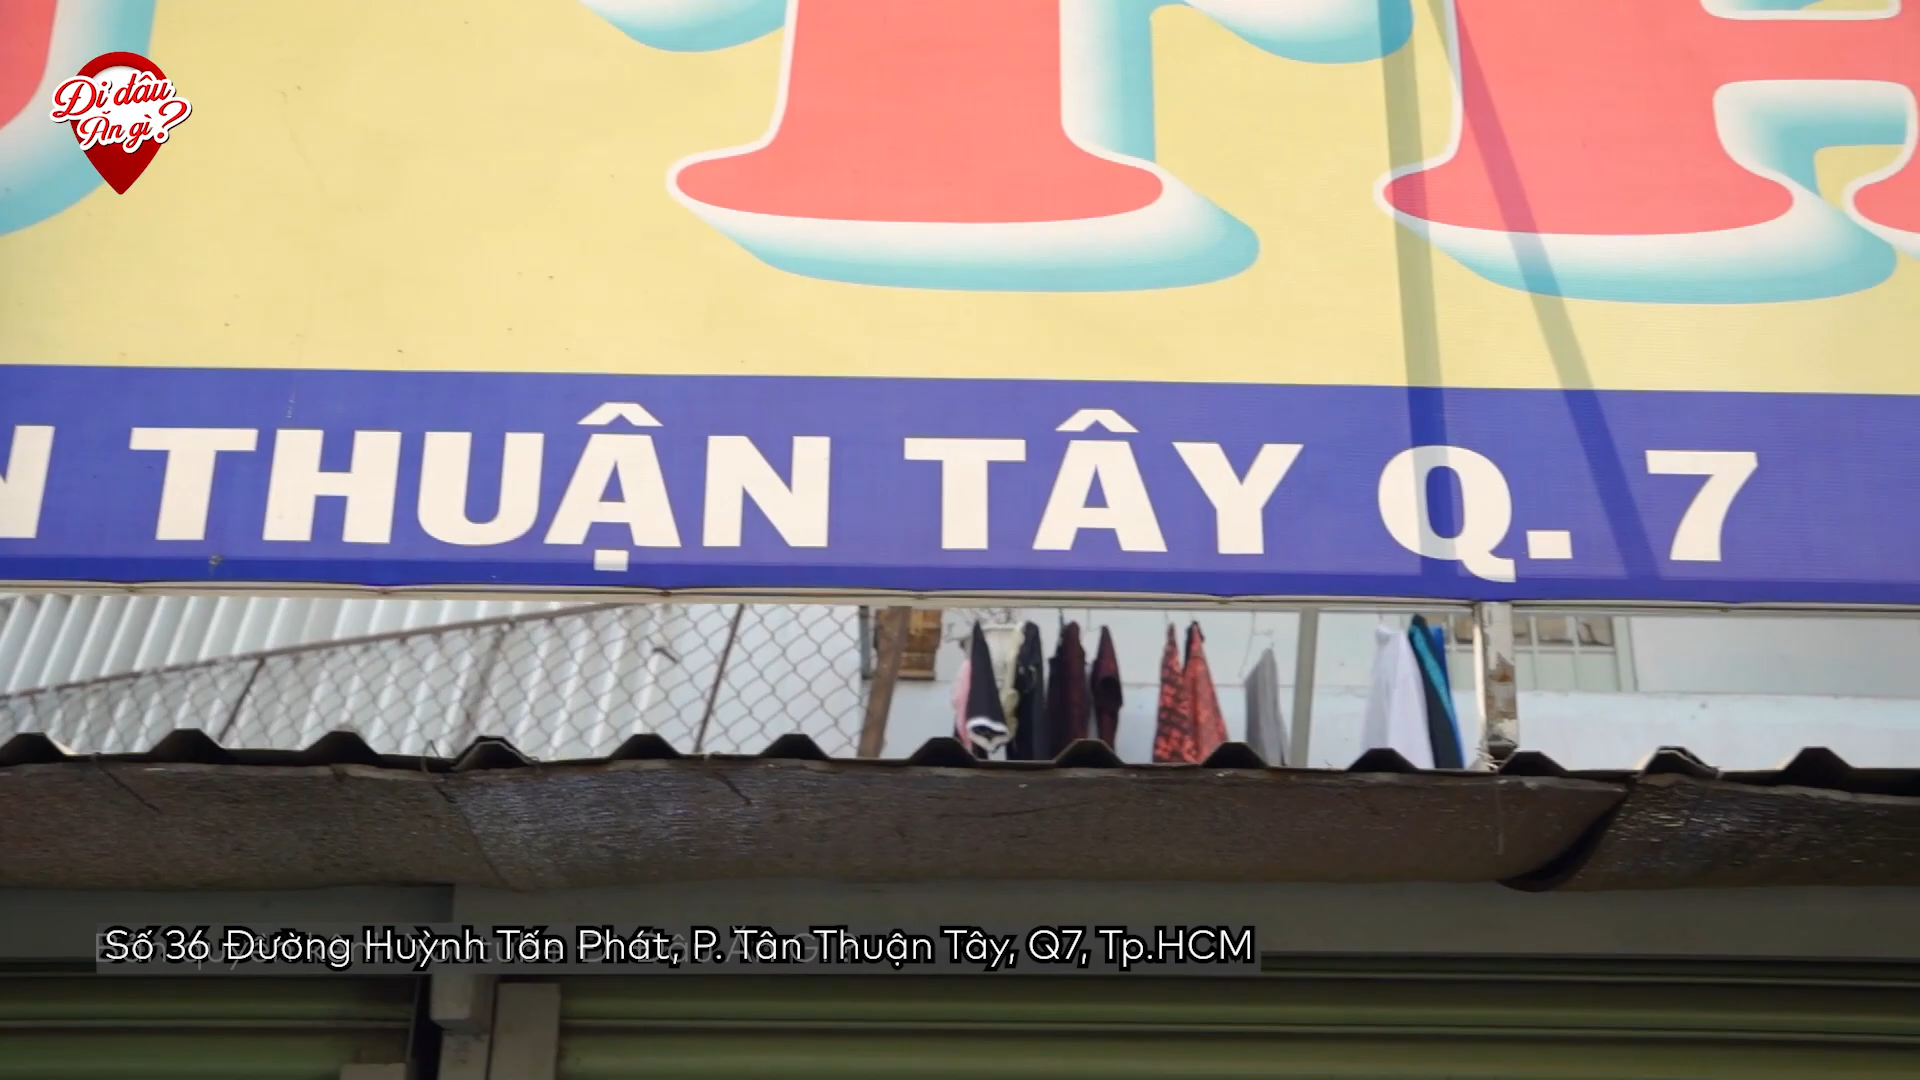 Đi đâu
Ăn gì?
THUẬN TÂY Q. 7
Số 36 Đường Huỳnh Tấn Phát, P. Tân Thuận Tây, Q7, Tp.HCM